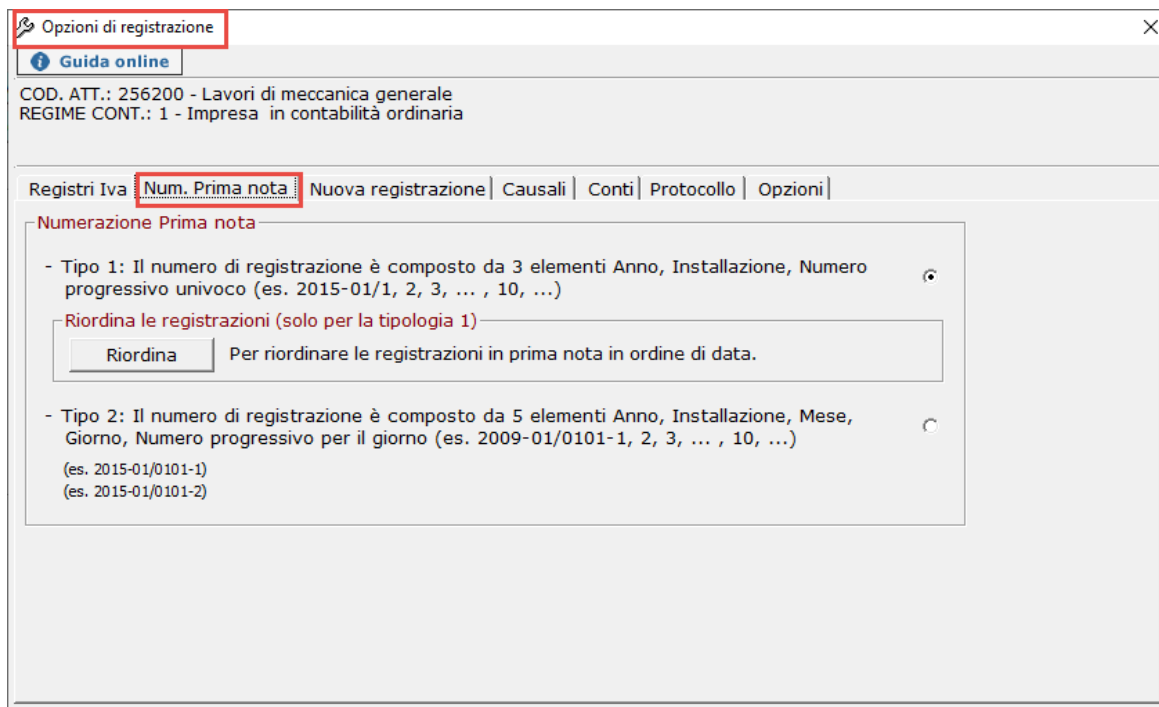 Opzioni di registrazione
Guida online
COD. ATT.: 256200 - Lavori di meccanica generale
REGIME CONT.: 1 - Impresa in contabilità ordinaria
Registri Iva Num. Prima nota Nuova registrazione Causali Conti Protocollo Opzioni
Numerazione Prima nota
- Tipo 1: Il numero di registrazione è composto da 3 elementi Anno, Installazione, Numero
progressivo univoco (es. 2015-01/1, 2, 3, ... , 10, ...)
Riordina le registrazioni (solo per la tipologia 1)
Riordina Per riordinare le registrazioni in prima nota in ordine di data.
- Tipo 2: Il numero di registrazione è composto da 5 elementi Anno, Installazione, Mese,
Giorno, Numero progressivo per il giorno (es. 2009-01/0101-1, 2, 3, ... , 10, ...)
(es. 2015-01/0101-1)
(es. 2015-01/0101-2)